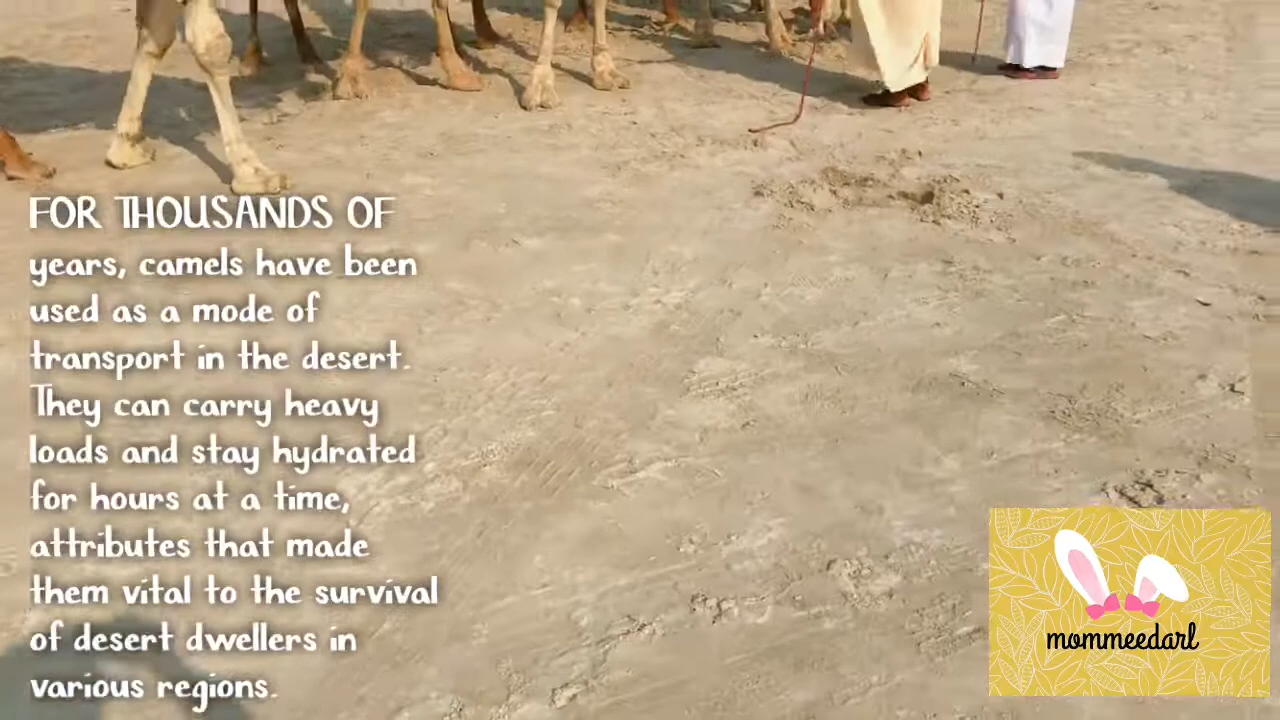 FOR THOUSANDS OF
years, camels have been
used as a mode of
transport in the desert.
They can carry heavy
loads and stay hydrated
for hours at a time,
attributes that made
them vital to the survival
of desert dwellers in
various regions.
mommeedarl